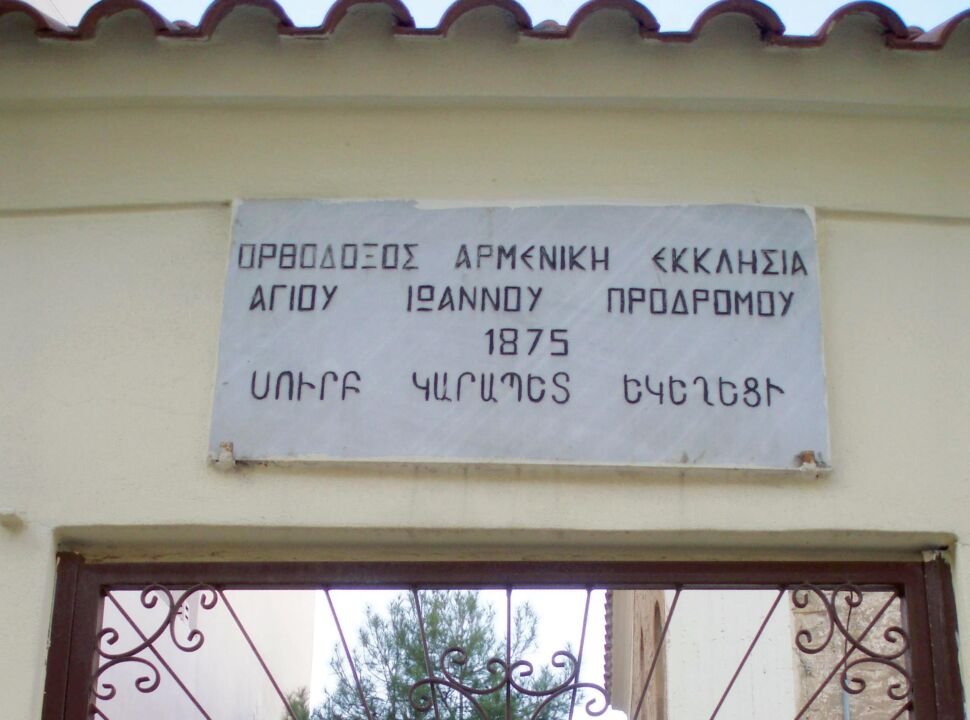 ΟΡΘΟΔΟΞΟΣ ΑΡΜΕΝΙΚΗ ΕΚΚΛΗΣΙΑ
ΑΓΙΟΥ ΙΩΑΝΝΟΥ ΠΡΟΔΡΟΜΟΥ
1875
ՍՈՒՐԲ ԿԱՐԱՊԵՏ ԵԿԵՂԵՑԻ